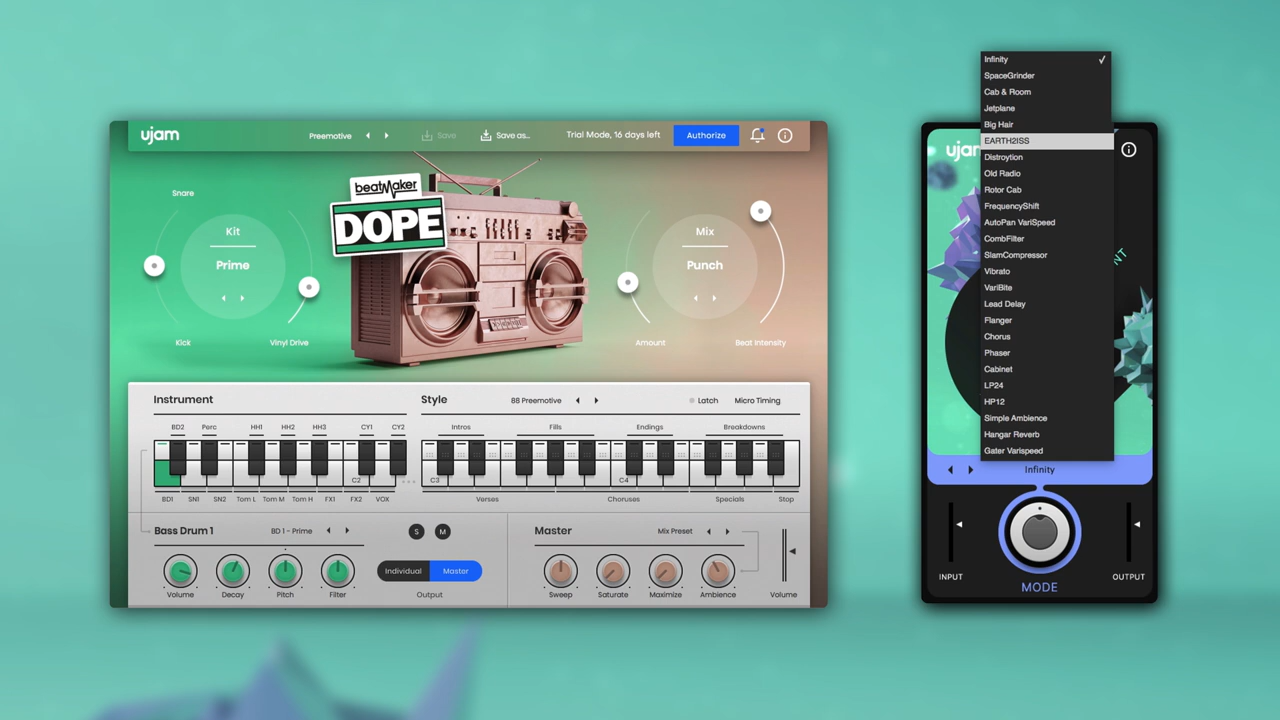 ujam
Preemotive
Save
Save as...
Trial Mode, 16 days left
Authorize
Snare
Kit
Prime
Kick
Vinyl Drive
beatMaker
DOPE
Mix
Punch
Amount
Beat Intensity
Instrument
BD2 Perc HH1 HH2 HH3 CY1 CY2
C2
BD1 SN1 SN2 Tom L Tom M Tom H FX1 FX2 VOX
Style
88 Preemotive
Latch
Micro Timing
Intros Fills Endings Breakdowns
C3 C4
Verses Choruses Specials Stop
Bass Drum 1
BD 1 - Prime
S
M
Volume Decay Pitch Filter
Individual
Master
Output
Master
Mix Preset
Sweep Saturate Maximize Ambience
Volume
Infinity
SpaceGrinder
Cab & Room
Jetplane
Big Hair
EARTH2ISS
Distroytion
Old Radio
Rotor Cab
FrequencyShift
AutoPan VariSpeed
CombFilter
SlamCompressor
Vibrato
VariBite
Lead Delay
Flanger
Chorus
Phaser
Cabinet
LP24
HP12
Simple Ambience
Hangar Reverb
Gater Varispeed
Infinity
INPUT
MODE
OUTPUT